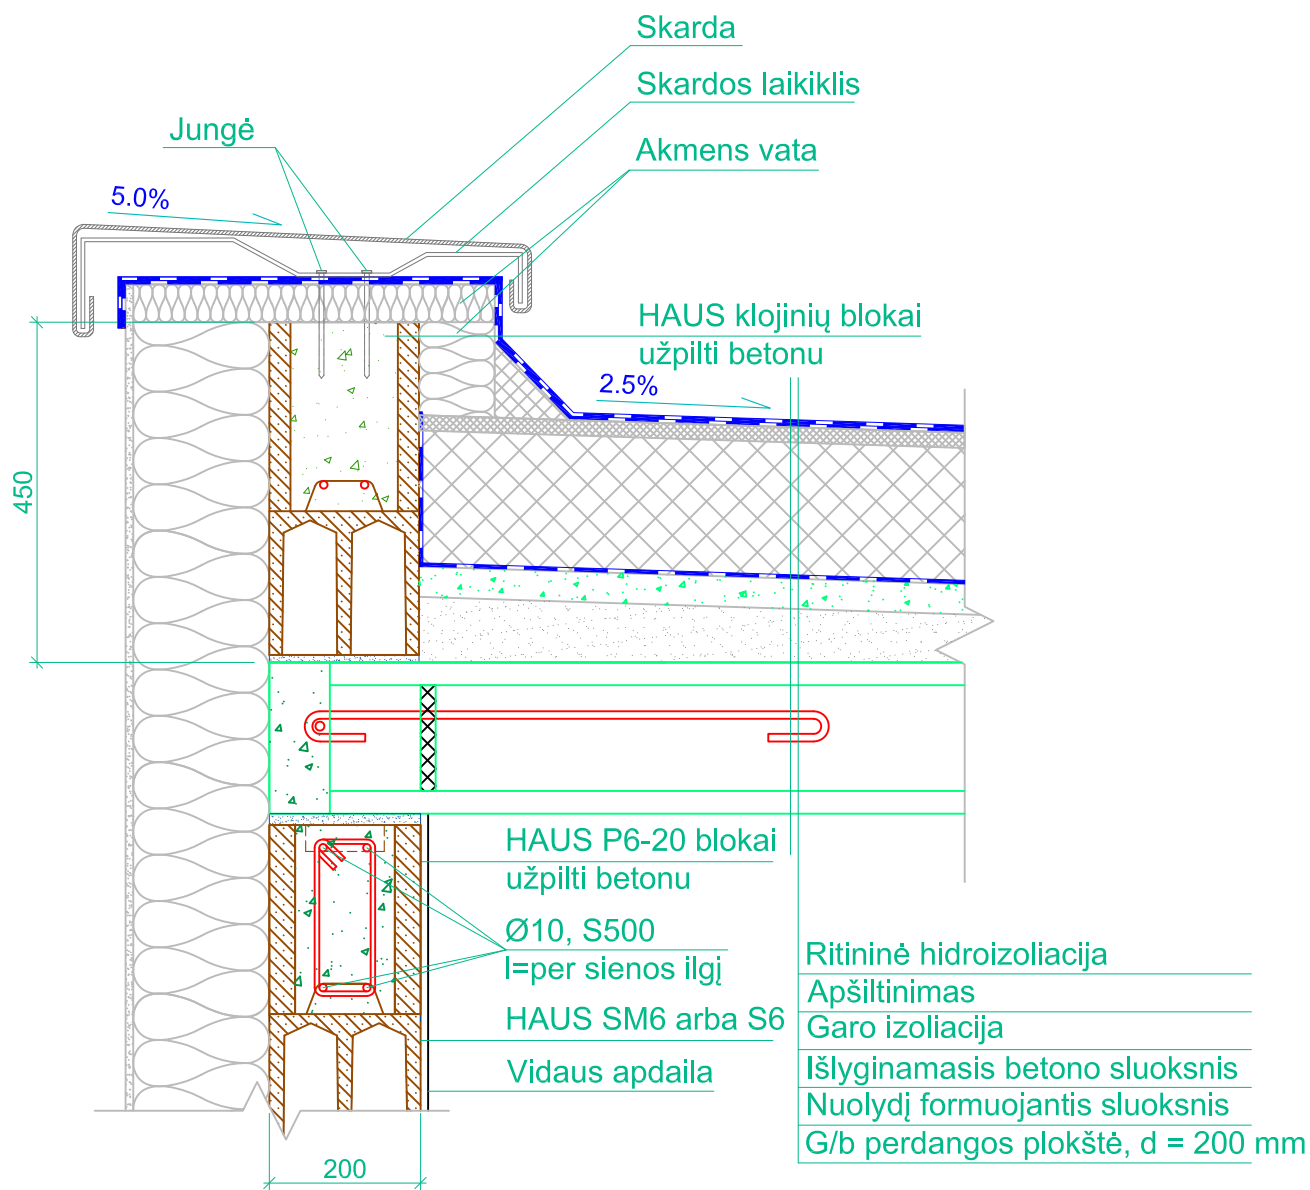 Skarda
Skardos laikiklis
Jungė
Akmens vata
5.0%
HAUS klojinių blokai
užpilti betonu
2.5%
450
HAUS P6-20 blokai
užpilti betonu
Ø10, S500
l=per sienos ilgį
HAUS SM6 arba S6
Vidaus apdaila
Ritininė hidroizoliacija
Apšiltinimas
Garo izoliacija
Išlyginamasis betono sluoksnis
Nuolydį formuojantis sluoksnis
G/b perdangos plokštė, d = 200 mm
200